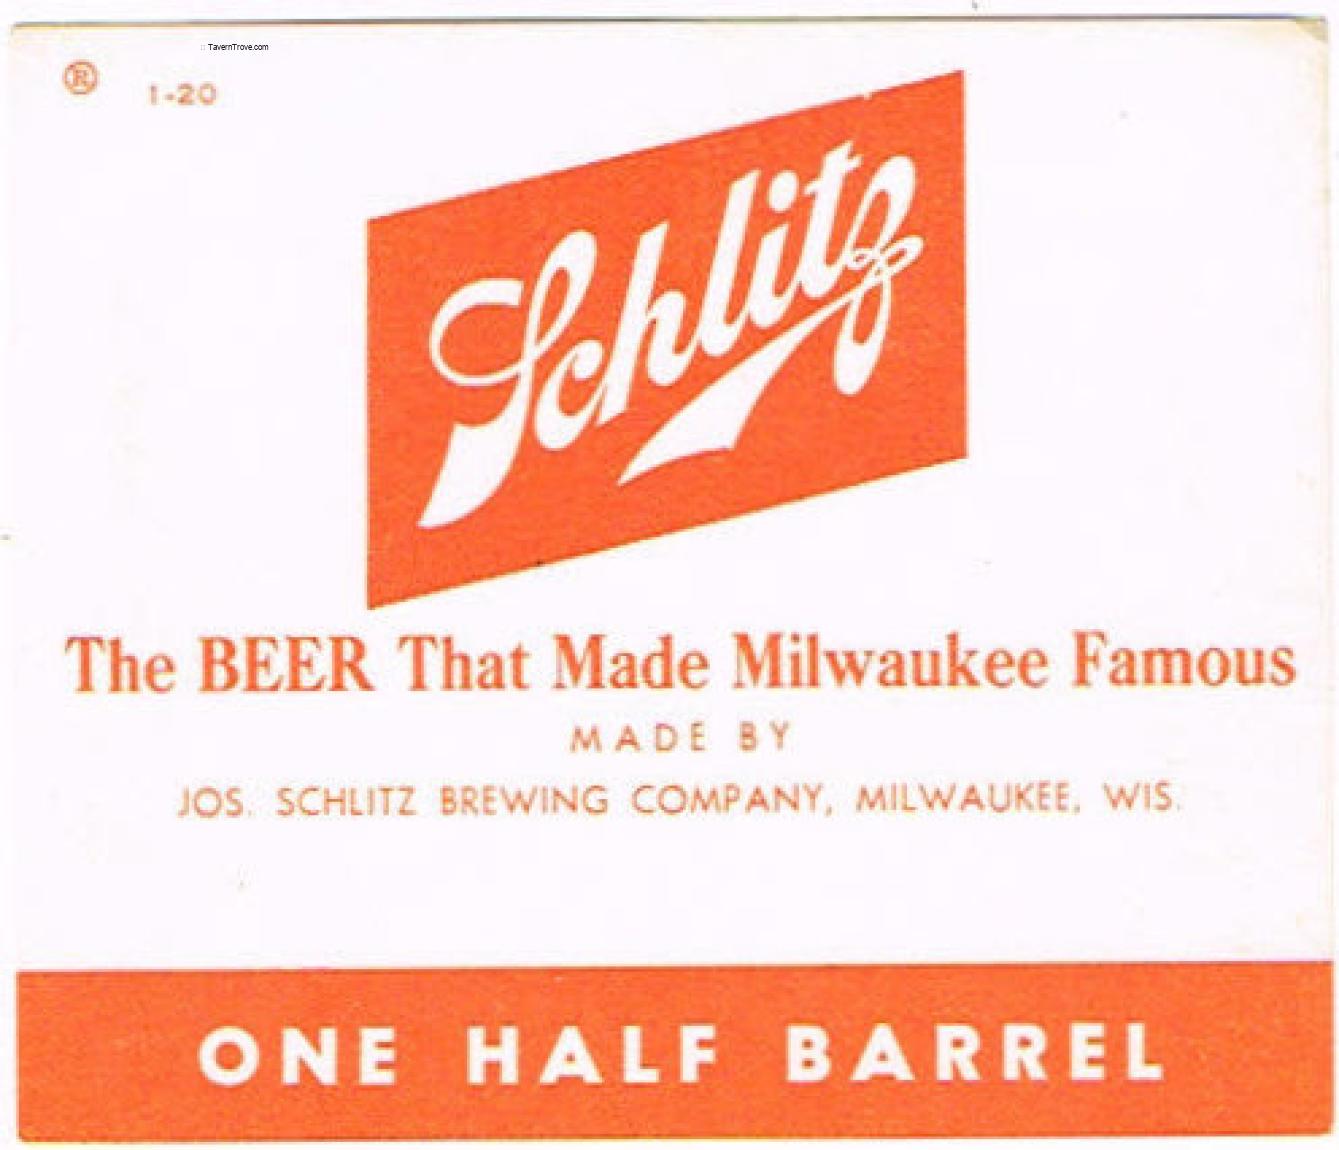 :: TavernTrove.com
® 1-20
Schlitz
The BEER That Made Milwaukee Famous
MADE BY
JOS. SCHLITZ BREWING COMPANY, MILWAUKEE, WIS.
ONE HALF BARREL